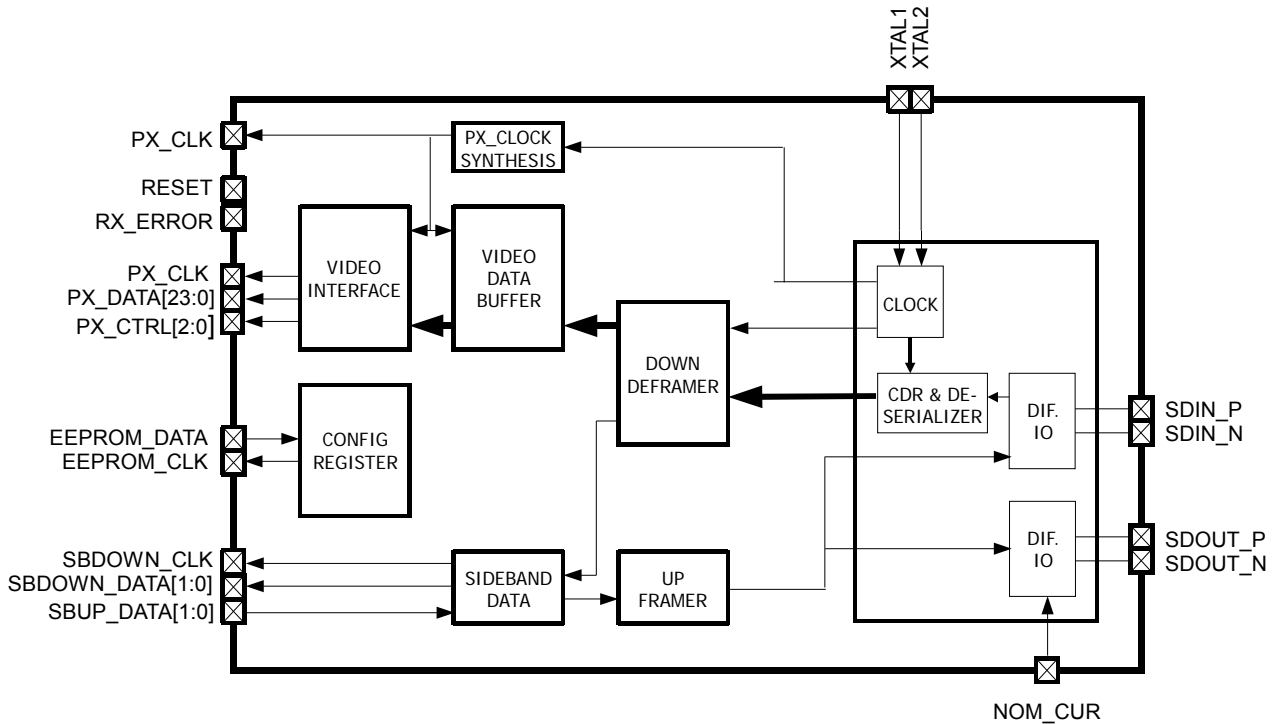 XTAL1
XTAL2
PX_CLK
PX_CLOCK
SYNTHESIS
RESET
RX_ERROR
PX_CLK
PX_DATA[23:0]
PX_CTRL[2:0]
VIDEO
INTERFACE
VIDEO
DATA
BUFFER
CLOCK
DOWN
DEFRAMER
CDR & DE-
SERIALIZER
DIF.
IO
SDIN_P
SDIN_N
EEPROM_DATA
EEPROM_CLK
CONFIG
REGISTER
SBDOWN_CLK
SBDOWN_DATA[1:0]
SBUP_DATA[1:0]
SIDEBAND
DATA
UP
FRAMER
DIF.
IO
SDOUT_P
SDOUT_N
NOM_CUR